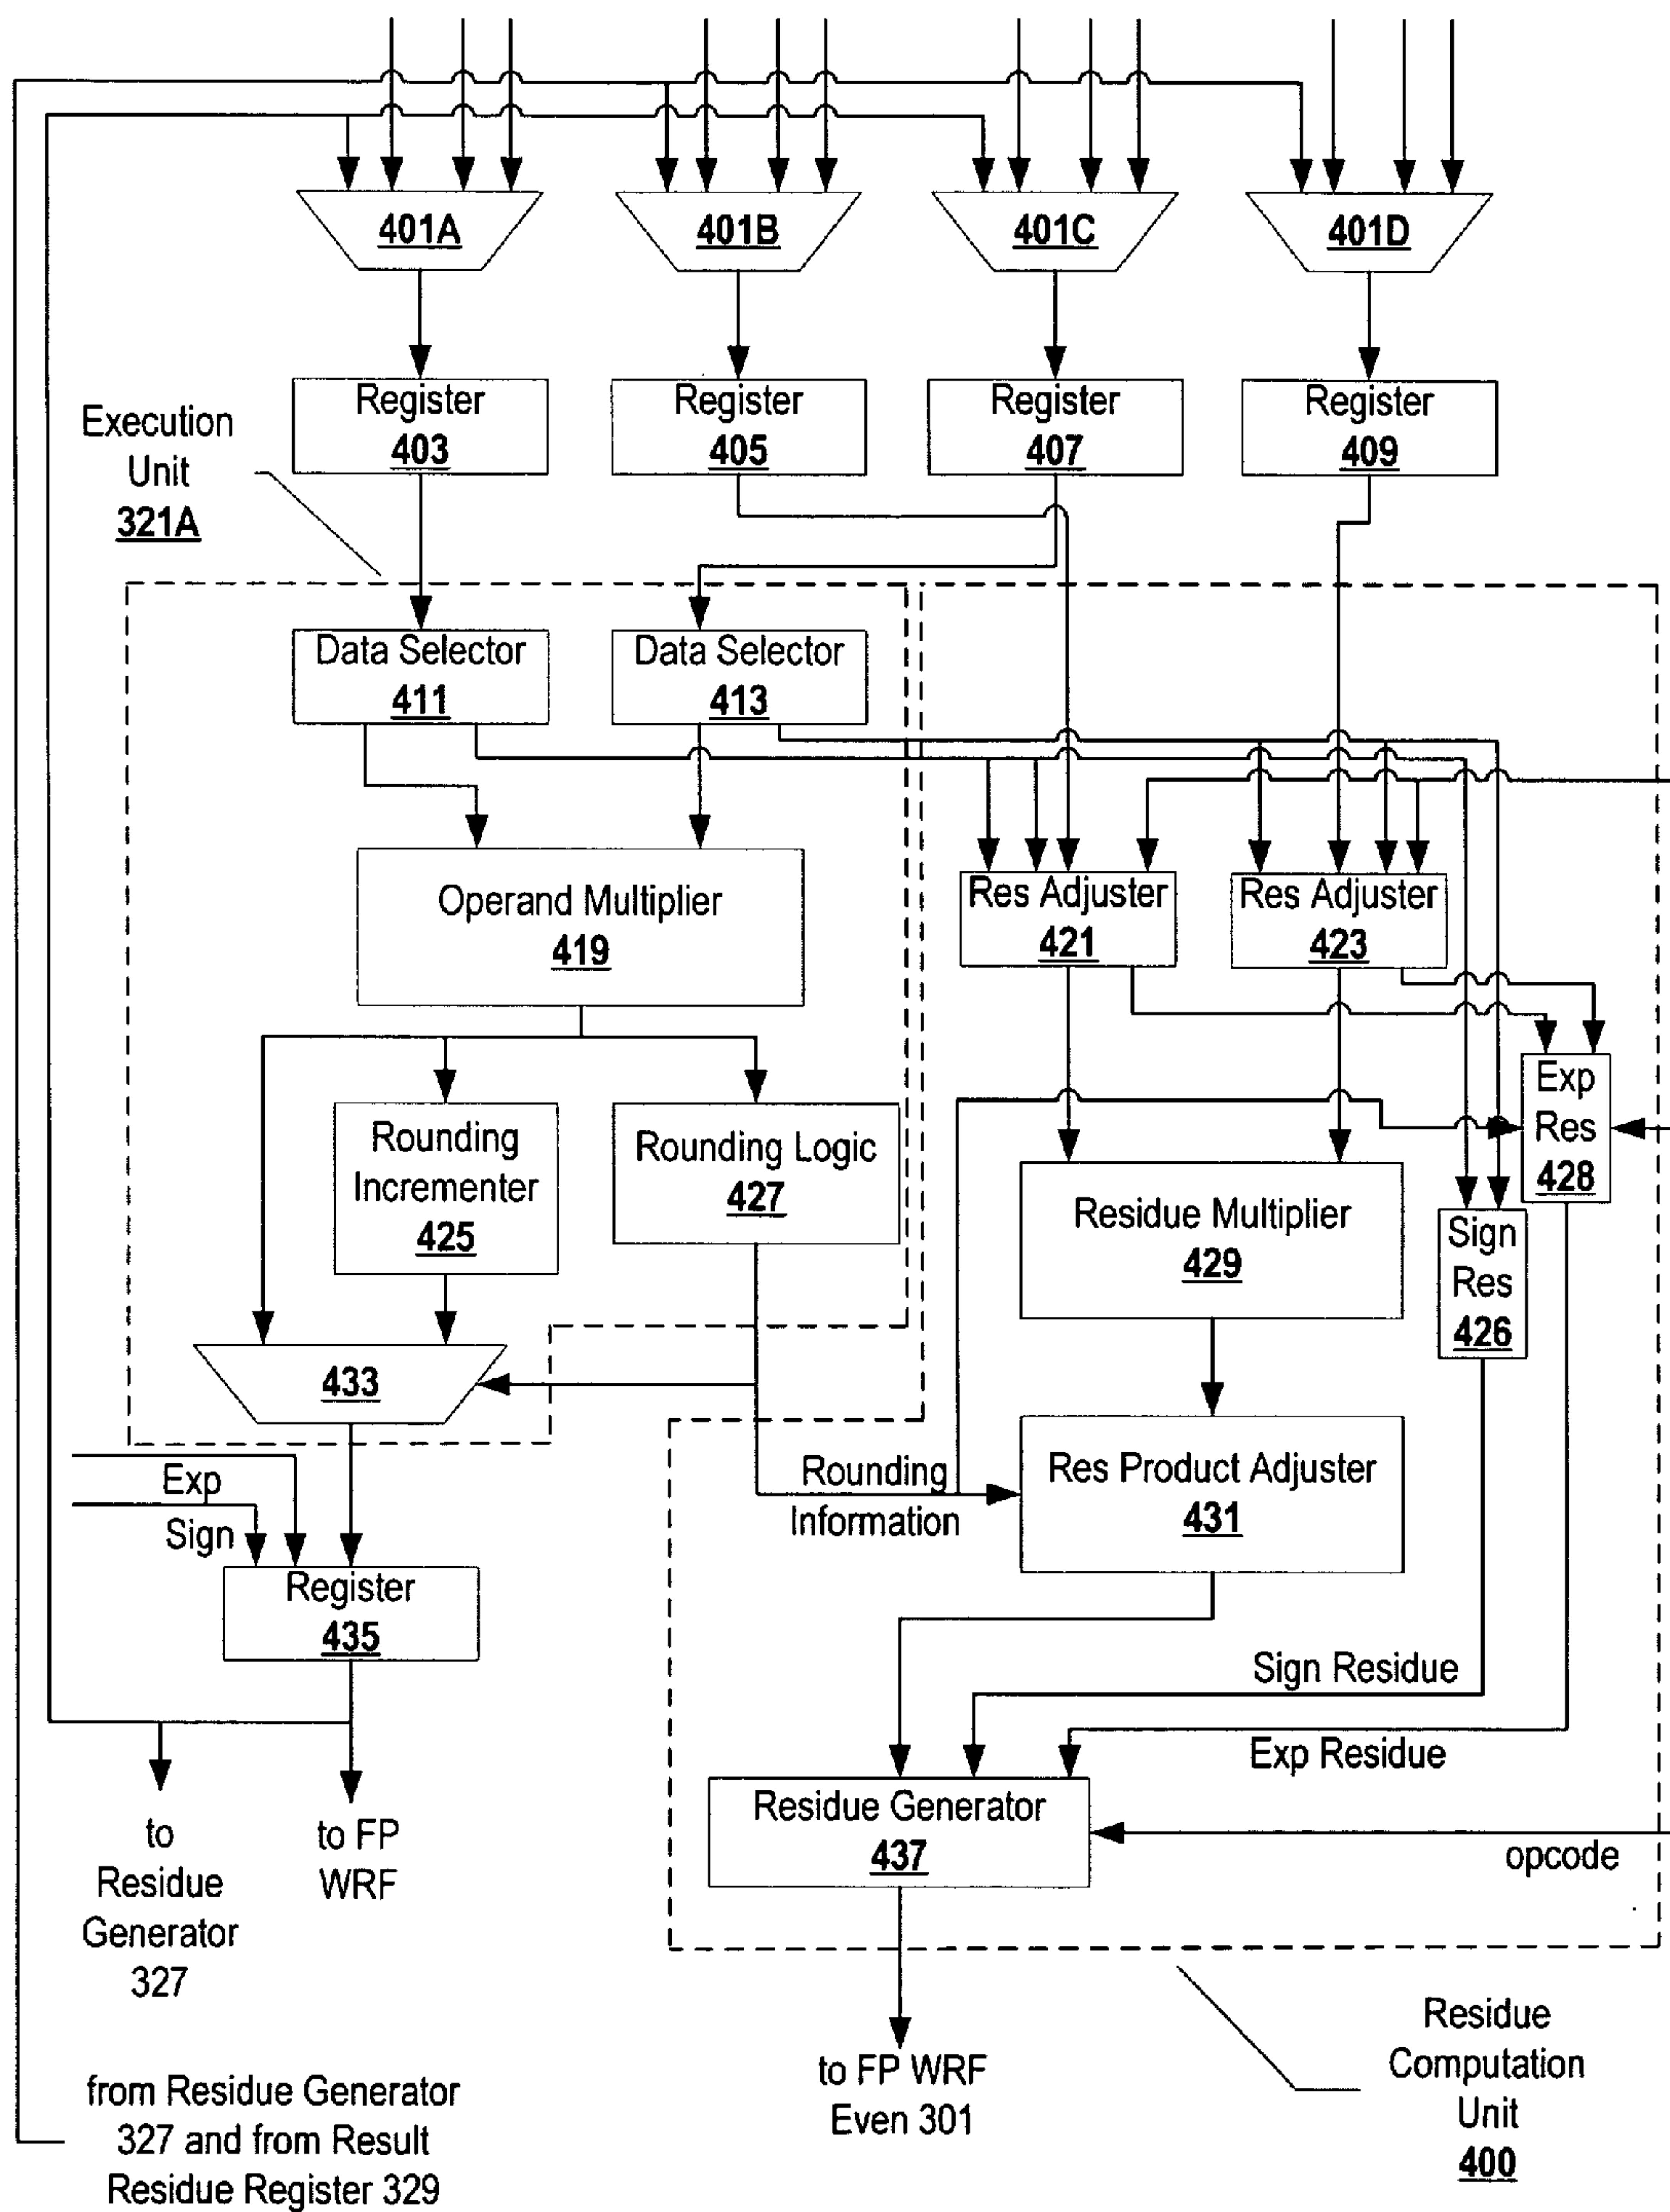 401A
401B
401C
401D
Register
403
Register
405
Register
407
Register
409
Execution
Unit
321A
Data Selector
411
Data Selector
413
Operand Multiplier
419
Res Adjuster
421
Res Adjuster
423
Exp
Res
428
Rounding
Incrementer
425
Rounding Logic
427
Residue Multiplier
429
Sign
Res
426
433
Exp
Sign
Rounding
Information
Res Product Adjuster
431
Register
435
Sign Residue
Exp Residue
Residue Generator
437
opcode
to
Residue
Generator
327
to FP
WRF
to FP WRF
Even 301
Residue
Computation
Unit
400
from Residue Generator
327 and from Result
Residue Register 329